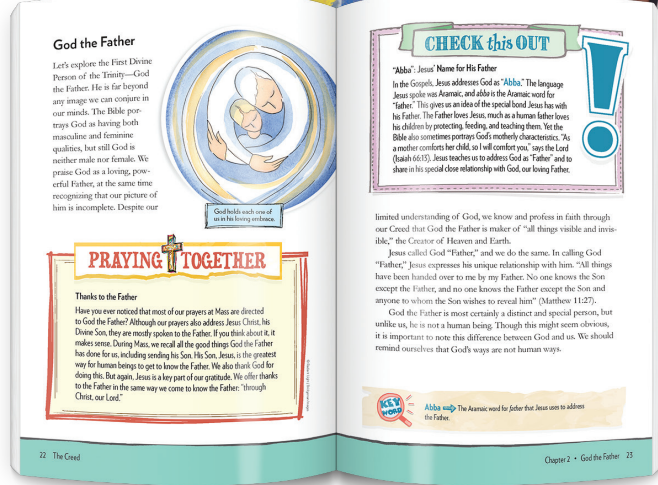 God the Father
Let's explore the First Divine
Person of the Trinity—God
the Father. He is far beyond
any image we can conjure in
our minds. The Bible por-
trays God as having both
masculine and feminine
qualities, but still God is
neither male nor female. We
praise God as a loving, pow-
erful Father, at the same time
recognizing that our picture of
him is incomplete. Despite our
God holds each one of
us in his loving embrace.
PRAYING TOGETHER
Thanks to the Father
Have you ever noticed that most of our prayers at Mass are directed
to God the Father? Although our prayers also address Jesus Christ, his
Divine Son, they are mostly spoken to the Father. If you think about it, it
makes sense. During Mass, we recall all the good things God the Father
has done for us, including sending his Son. His Son, Jesus, is the greatest
way for human beings to get to know the Father. We also thank God for
doing this. But again, Jesus is a key part of our gratitude. We offer thanks
to the Father in the same way we come to know the Father: "through
Christ, our Lord."
22 The Creed
CHECK this OUT
!
"Abba": Jesus' Name for His Father
In the Gospels, Jesus addresses God as "Abba." The language
Jesus spoke was Aramaic, and abba is the Aramaic word for
"father." This gives us an idea of the special bond Jesus has with
his Father. The Father loves Jesus, much as a human father loves
his children by protecting, feeding, and teaching them. Yet the
Bible also sometimes portrays God's motherly characteristics. "As
a mother comforts her child, so I will comfort you," says the Lord
(Isaiah 66:13). Jesus teaches us to address God as "Father" and to
share in his special close relationship with God, our loving Father.
limited understanding of God, we know and profess in faith through
our Creed that God the Father is maker of "all things visible and invis-
ible," the Creator of Heaven and Earth.
Jesus called God "Father," and we do the same. In calling God
"Father," Jesus expresses his unique relationship with him. "All things
have been handed over to me by my Father. No one knows the Son
except the Father, and no one knows the Father except the Son and
anyone to whom the Son wishes to reveal him" (Matthew 11:27).
God the Father is most certainly a distinct and special person, but
unlike us, he is not a human being. Though this might seem obvious,
it is important to note this difference between God and us. We should
remind ourselves that God's ways are not human ways.
KEY
WORD
Abba The Aramaic word for father that Jesus uses to address
the Father.
Chapter 2 • God the Father 23